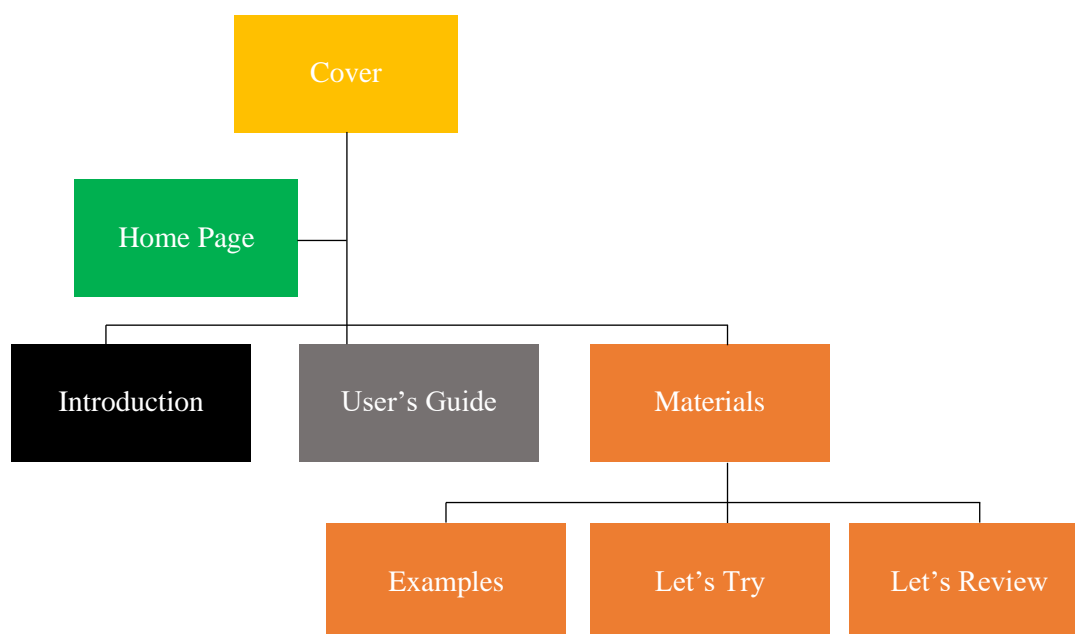 Cover
Home Page
Introduction
User’s Guide
Materials
Examples
Let’s Try
Let’s Review